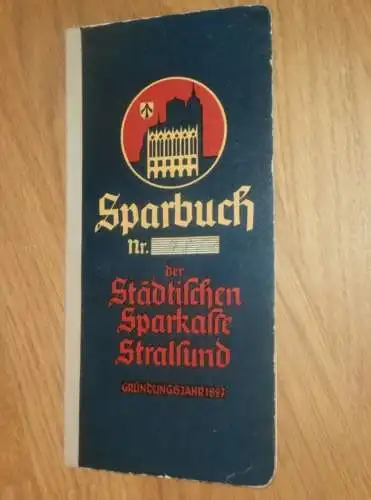 Sparbuch
Nr.
der
Städtischen
Sparkasse
Stralsund
GRÜNDUNGSJAHR 1827